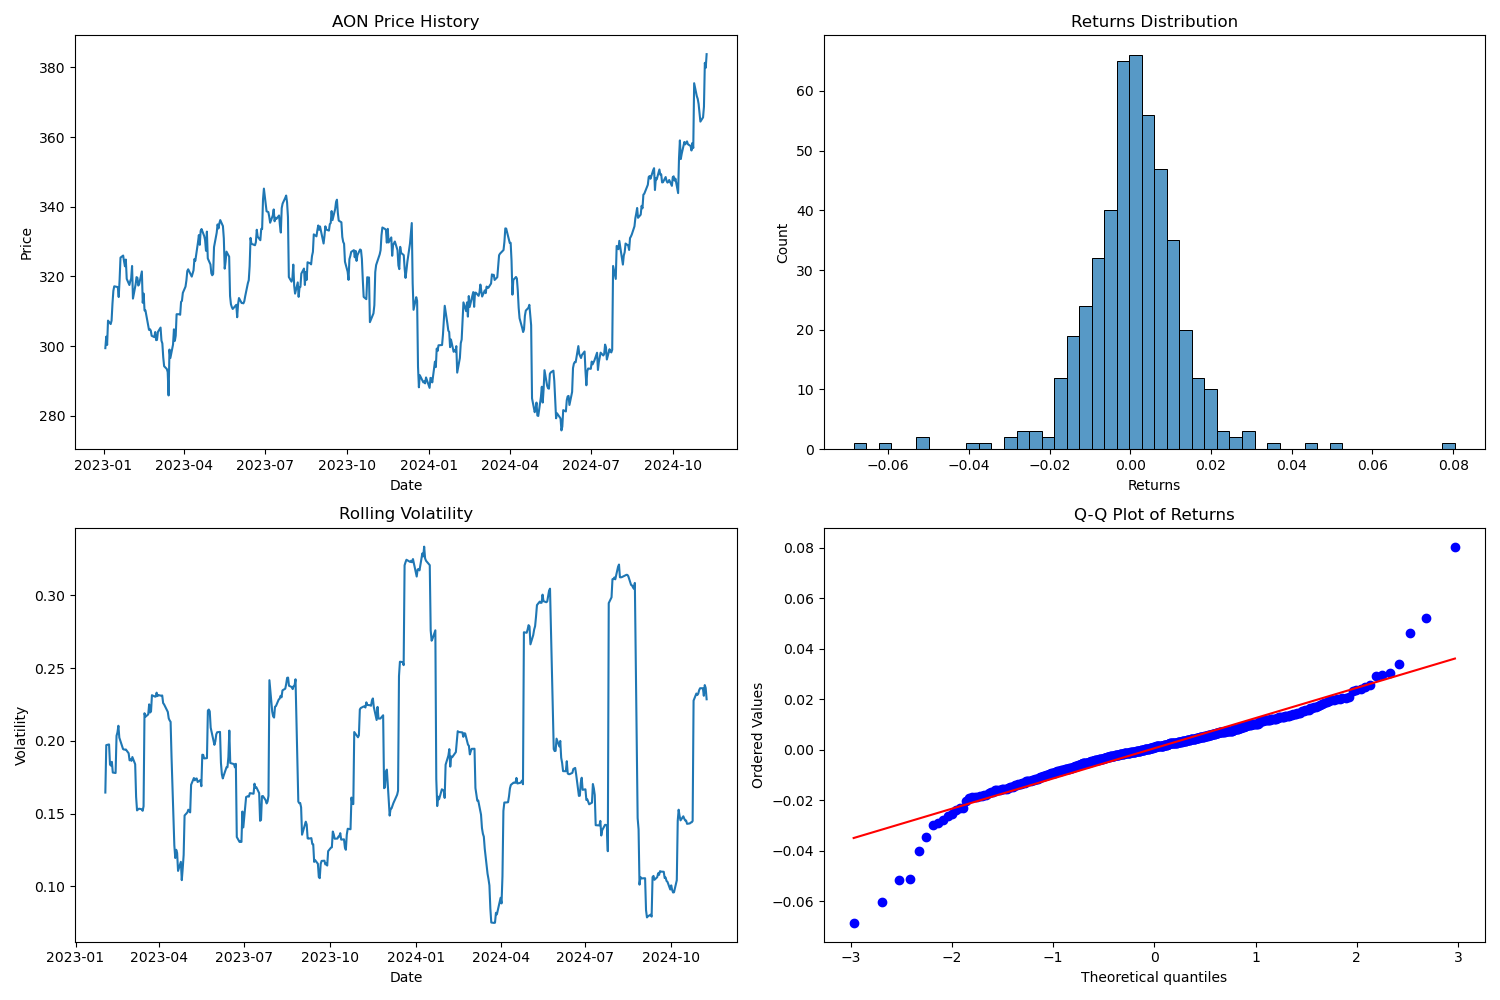 AON Price History
380
360
340
320
300
280
Price
2023-01 2023-04 2023-07 2023-10 2024-01 2024-04 2024-07 2024-10
Date
Returns Distribution
60
50
40
30
20
10
0
Count
−0.06 −0.04 −0.02 0.00 0.02 0.04 0.06 0.08
Returns
Rolling Volatility
0.30
0.25
0.20
0.15
0.10
Volatility
2023-01 2023-04 2023-07 2023-10 2024-01 2024-04 2024-07 2024-10
Date
Q-Q Plot of Returns
0.08
0.06
0.04
0.02
0.00
−0.02
−0.04
−0.06
Ordered Values
−3 −2 −1 0 1 2 3
Theoretical quantiles